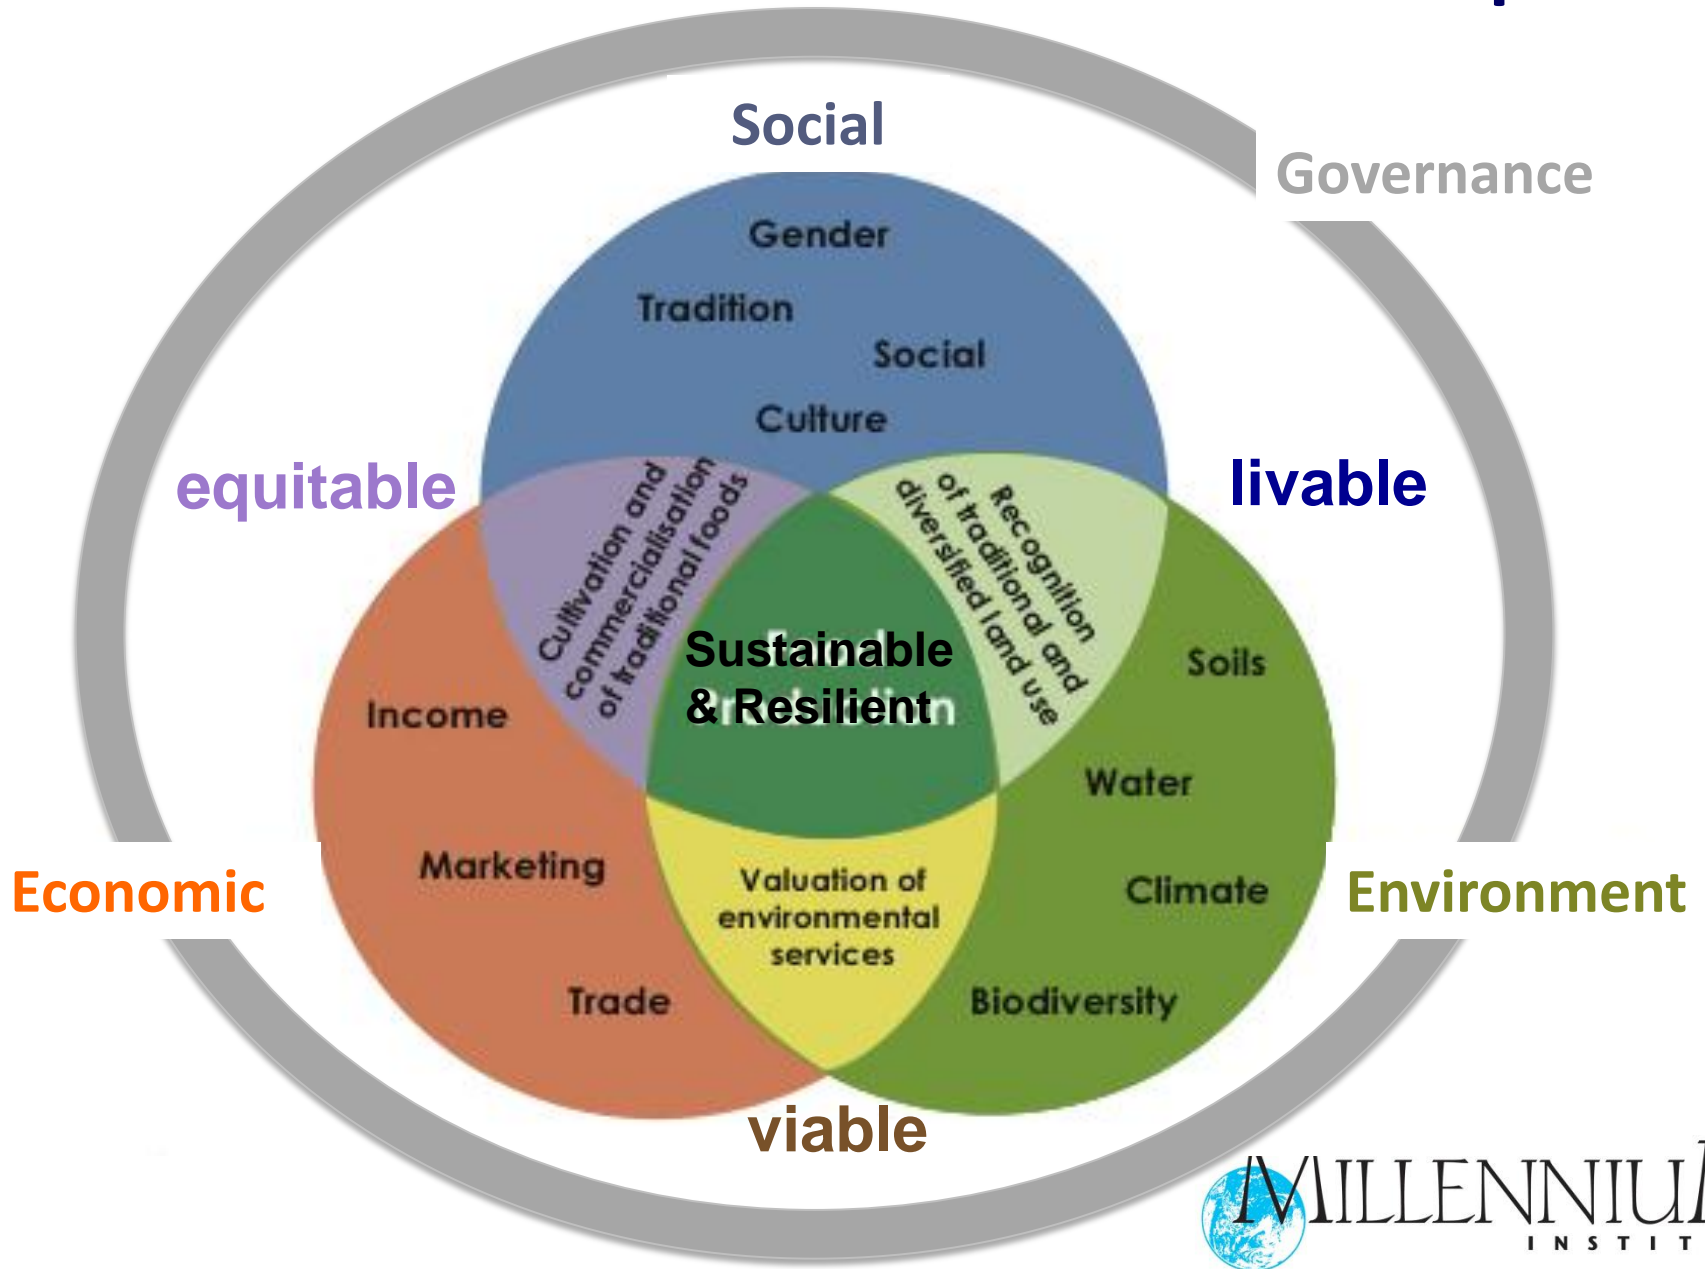 Social
Governance
Gender
Tradition
Social
Culture
equitable
livable
Cultivation and
commercialisation
of traditional foods
Recognition
of traditional and
diversified land use
Sustainable
& Resilient
Soils
Income
Water
Marketing
Valuation of
environmental
services
Climate
Economic
Environment
Trade
Biodiversity
viable
MILLENNIUM
INSTIT